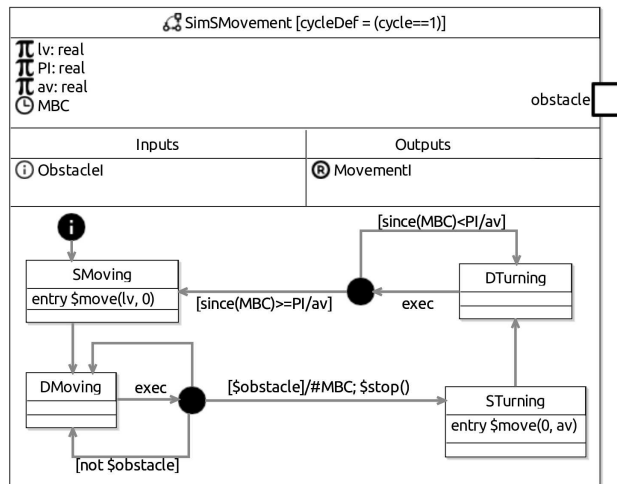 SimSMovement [cycleDef = (cycle==1)]
lv: real
PI: real
av: real
MBC
obstacle
Inputs
Outputs
ObstacleI
MovementI
i
[since(MBC)<PI/av]
SMoving
entry $move(lv, 0)
[since(MBC)>=PI/av]
exec
DTurning
DMoving
exec
[$obstacle]/#MBC; $stop()
STurning
entry $move(0, av)
[not $obstacle]